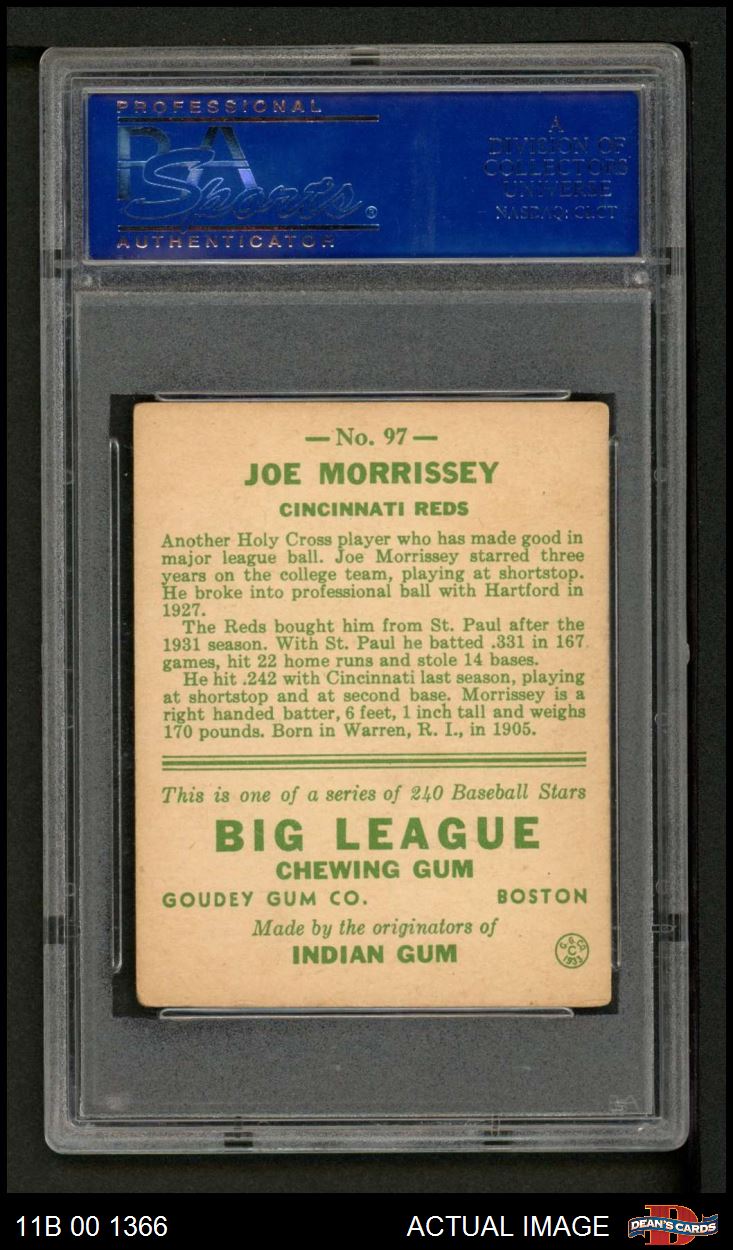 PROFESSIONAL
PSA
Sports®
AUTHENTICATOR
A
DIVISION OF
COLLECTORS
UNIVERSE
NASDAQ: CLCT
— No. 97 —
JOE MORRISSEY
CINCINNATI REDS
Another Holy Cross player who has made good in
major league ball. Joe Morrissey starred three
years on the college team, playing at shortstop.
He broke into professional ball with Hartford in
1927.
The Reds bought him from St. Paul after the
1931 season. With St. Paul he batted .331 in 167
games, hit 22 home runs and stole 14 bases.
He hit .242 with Cincinnati last season, playing
at shortstop and at second base. Morrissey is a
right handed batter, 6 feet, 1 inch tall and weighs
170 pounds. Born in Warren, R. I., in 1905.
This is one of a series of 240 Baseball Stars
BIG LEAGUE
CHEWING GUM
GOUDEY GUM CO. BOSTON
Made by the originators of
INDIAN GUM
G. G. CO.
C
1933
11B 00 1366 ACTUAL IMAGE
D
DEAN'S CARDS